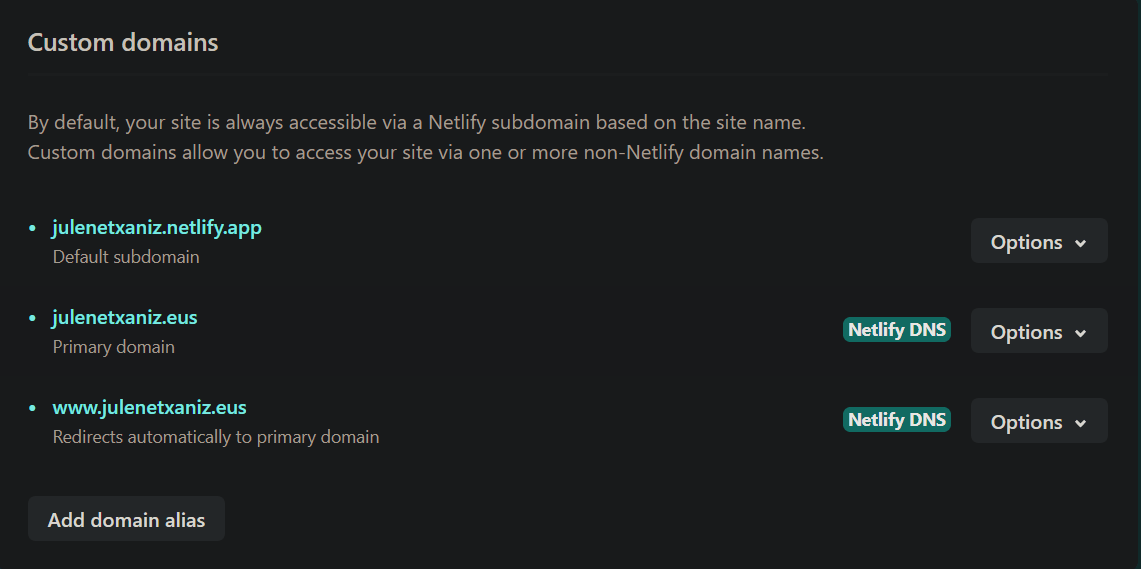 Custom domains
By default, your site is always accessible via a Netlify subdomain based on the site name.
Custom domains allow you to access your site via one or more non-Netlify domain names.
• julenetxaniz.netlify.app
Default subdomain
Options
• julenetxaniz.eus
Primary domain
Netlify DNS
Options
• www.julenetxaniz.eus
Redirects automatically to primary domain
Netlify DNS
Options
Add domain alias